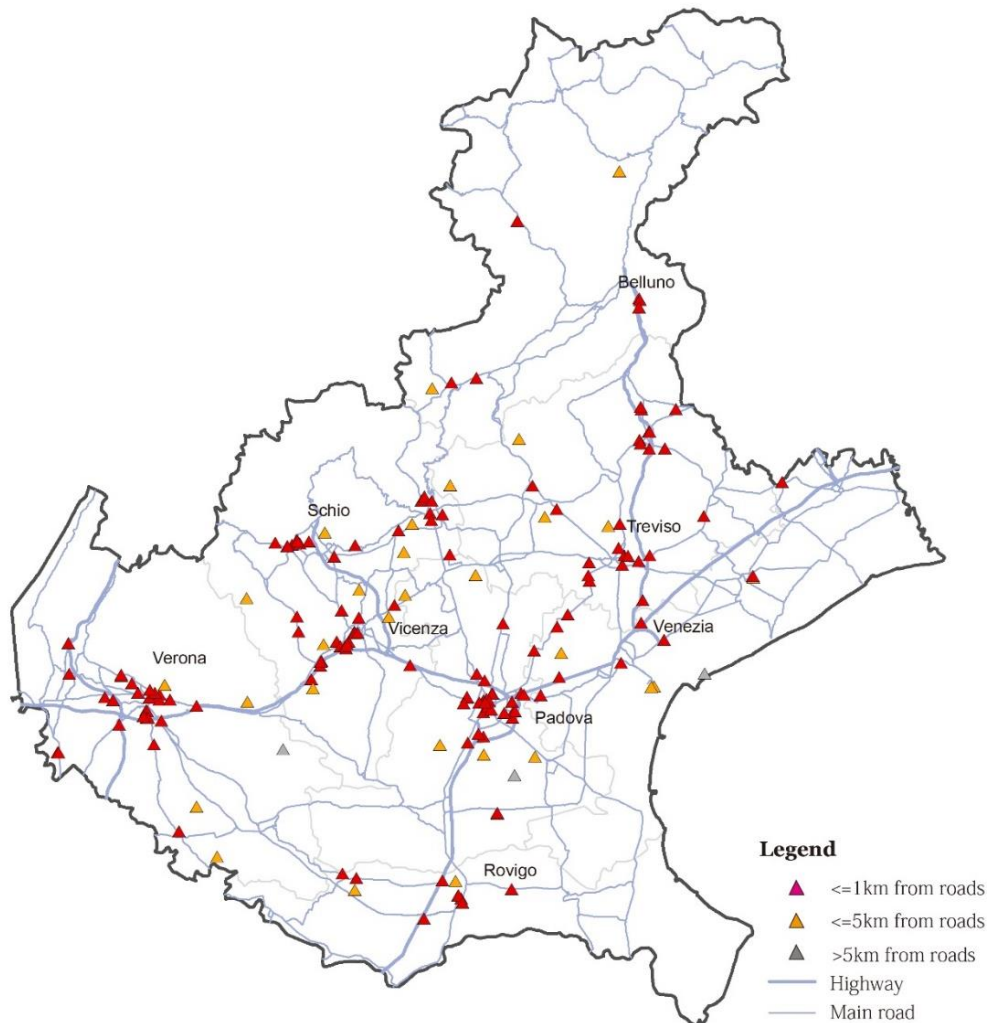 Belluno
Schio
Treviso
Vicenza
Venezia
Verona
Padova
Rovigo
Legend
<=1km from roads
<=5km from roads
>5km from roads
Highway
Main road